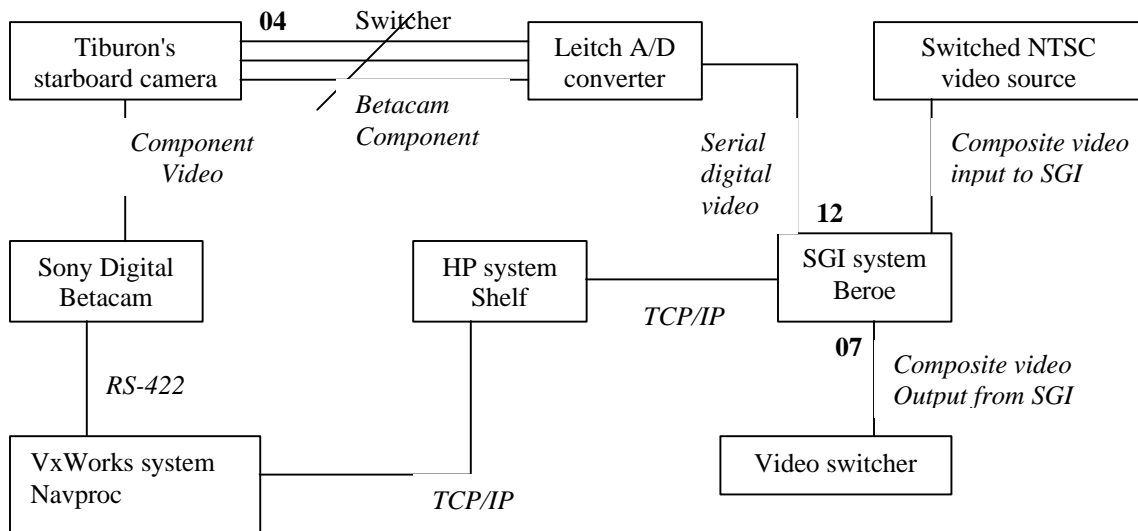 04
Switcher
Tiburon's
starboard camera
Leitch A/D
converter
Switched NTSC
video source
Betacam
Component
Component
Video
Serial
digital
video
Composite video
input to SGI
12
Sony Digital
Betacam
HP system
Shelf
SGI system
Beroe
TCP/IP
07
Composite video
Output from SGI
RS-422
VxWorks system
Navproc
TCP/IP
Video switcher